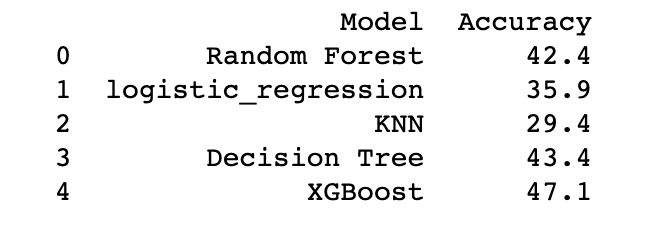 Model Accuracy
0 Random Forest 42.4
1 logistic_regression 35.9
2 KNN 29.4
3 Decision Tree 43.4
4 XGBoost 47.1